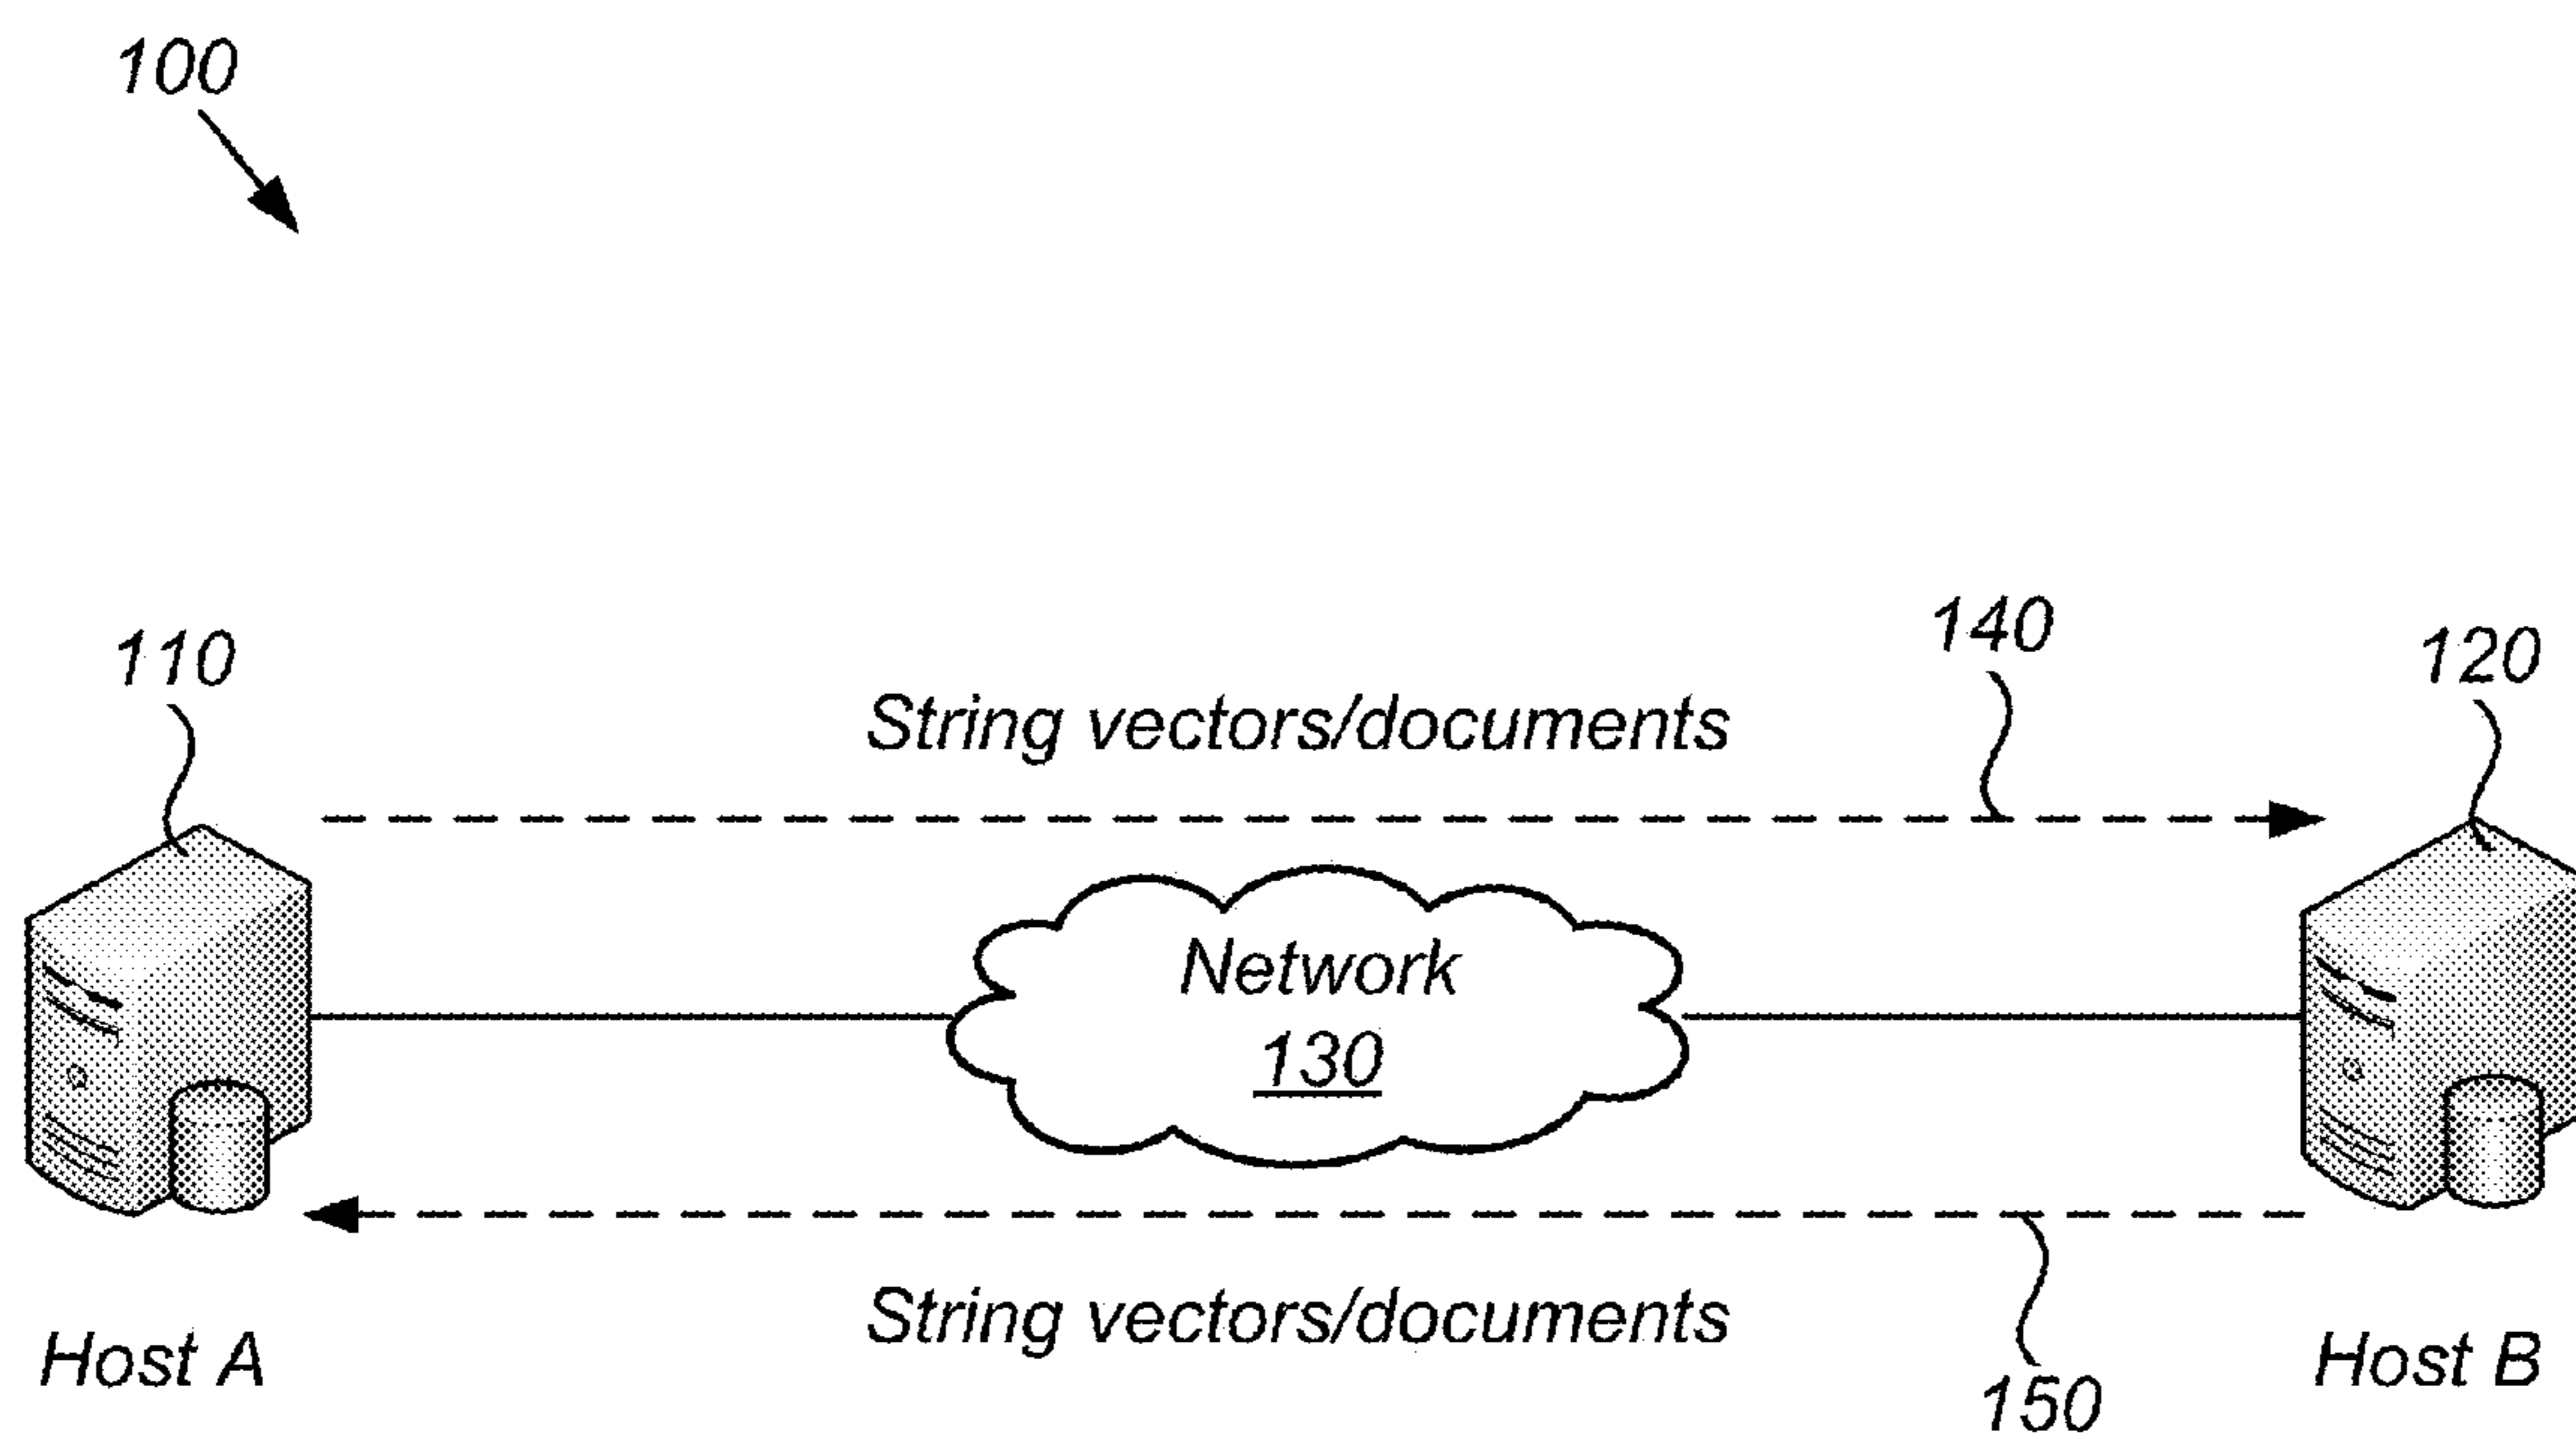 100
140
110
120
String vectors/documents
Network
130
String vectors/documents
Host A
Host B
150